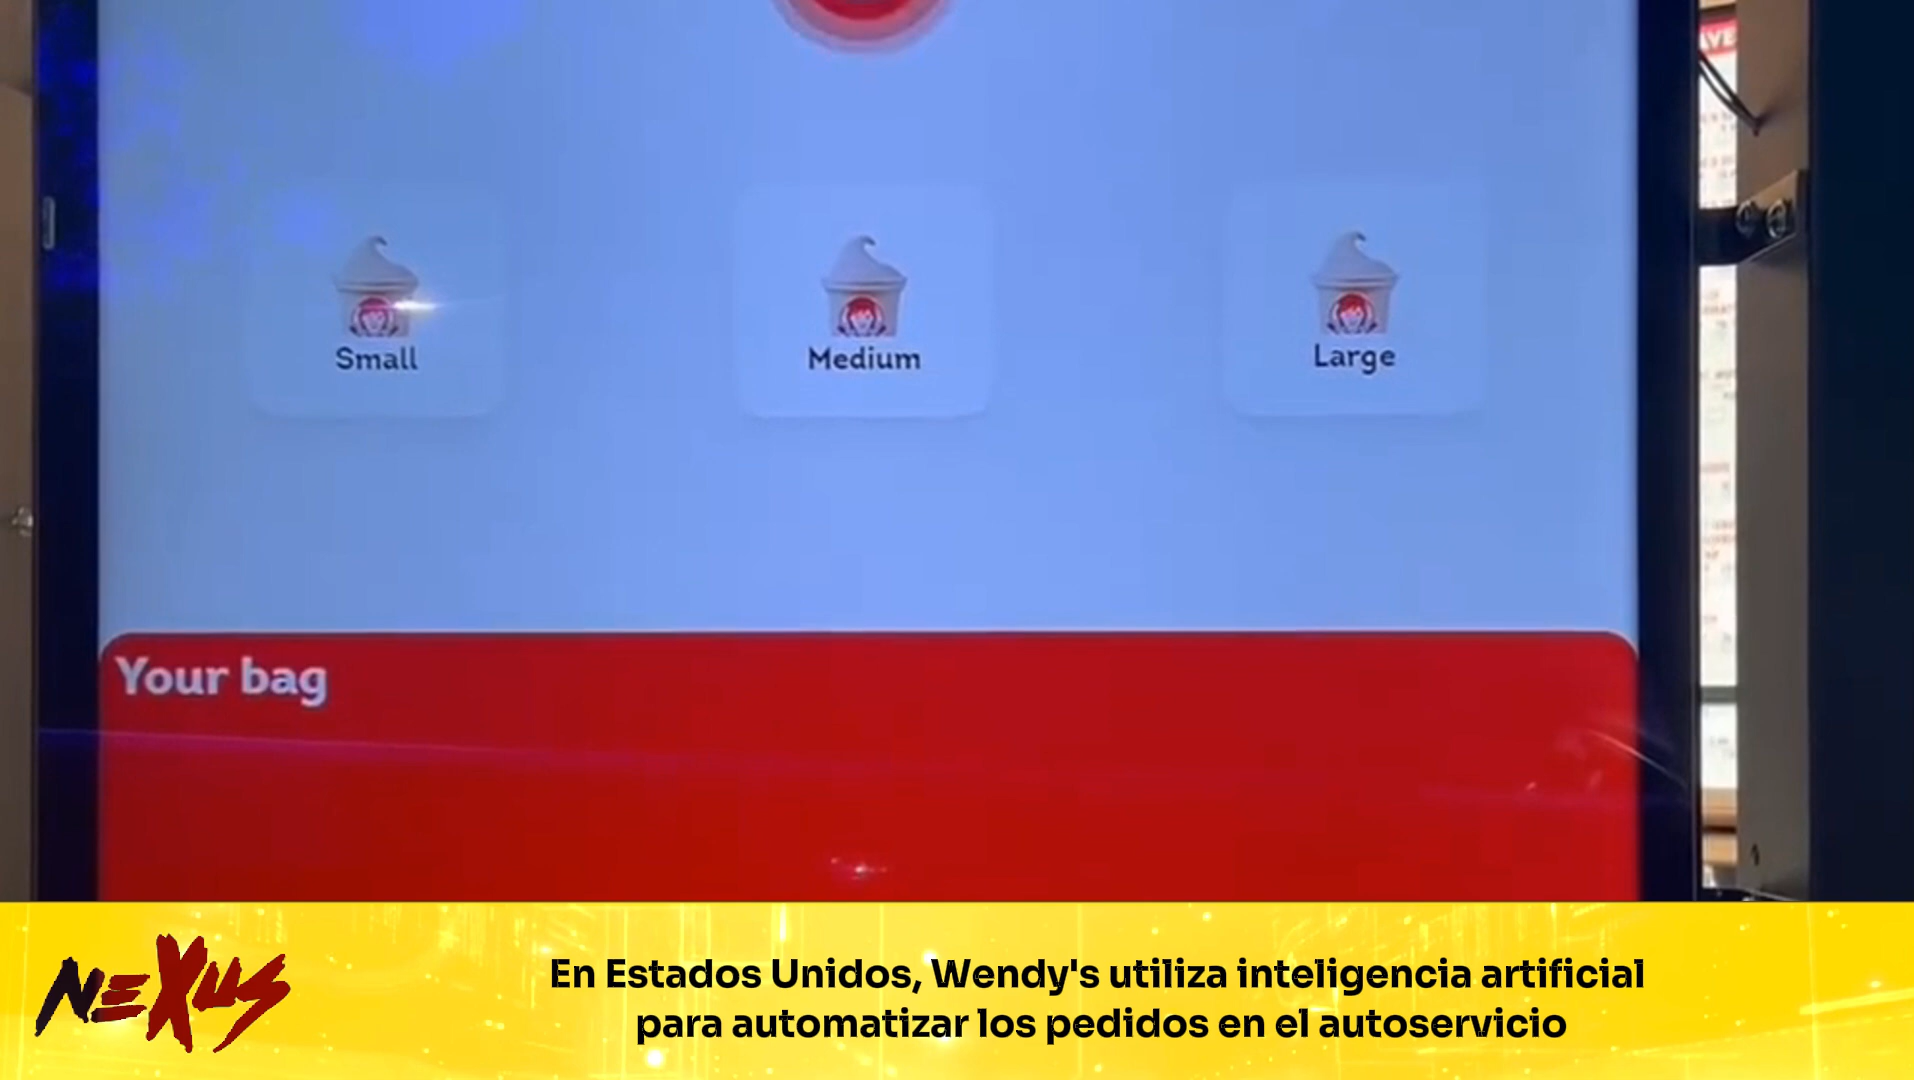 AVE
Small
Medium
Large
Your bag
NEXUS
En Estados Unidos, Wendy's utiliza inteligencia artificial
para automatizar los pedidos en el autoservicio